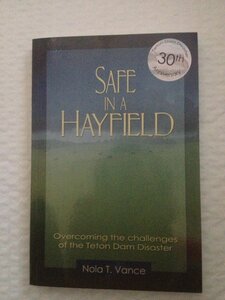 30TH
SAFE
IN A
HAYFIELD
Overcoming the challenges
of the Teton Dam Disaster
Nola T. Vance